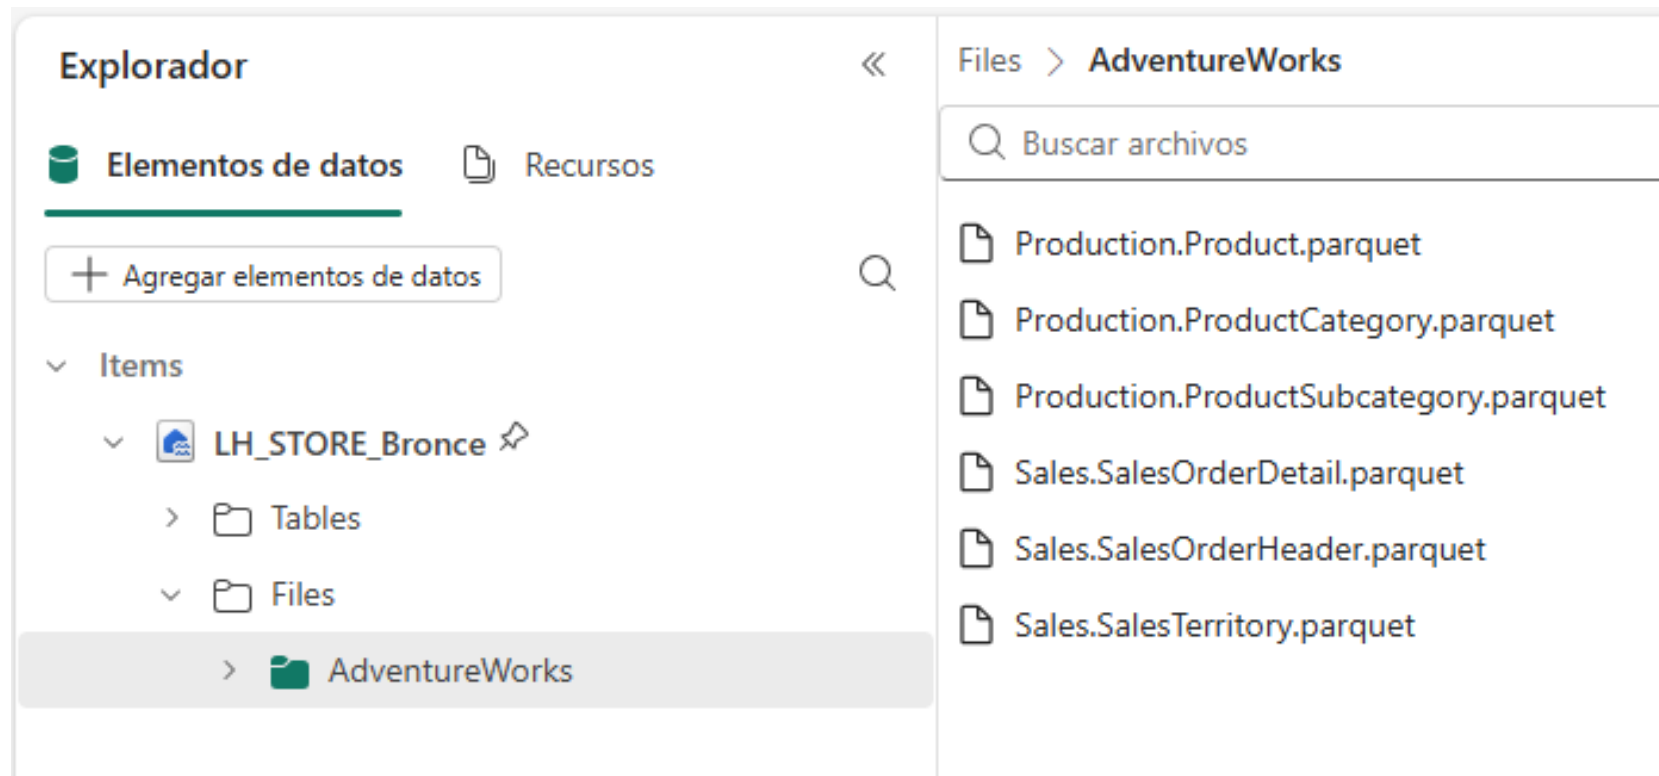 Explorador
Elementos de datos
Recursos
Agregar elementos de datos
Items
LH_STORE_Bronce
Tables
Files
AdventureWorks
Files > AdventureWorks
Buscar archivos
Production.Product.parquet
Production.ProductCategory.parquet
Production.ProductSubcategory.parquet
Sales.SalesOrderDetail.parquet
Sales.SalesOrderHeader.parquet
Sales.SalesTerritory.parquet